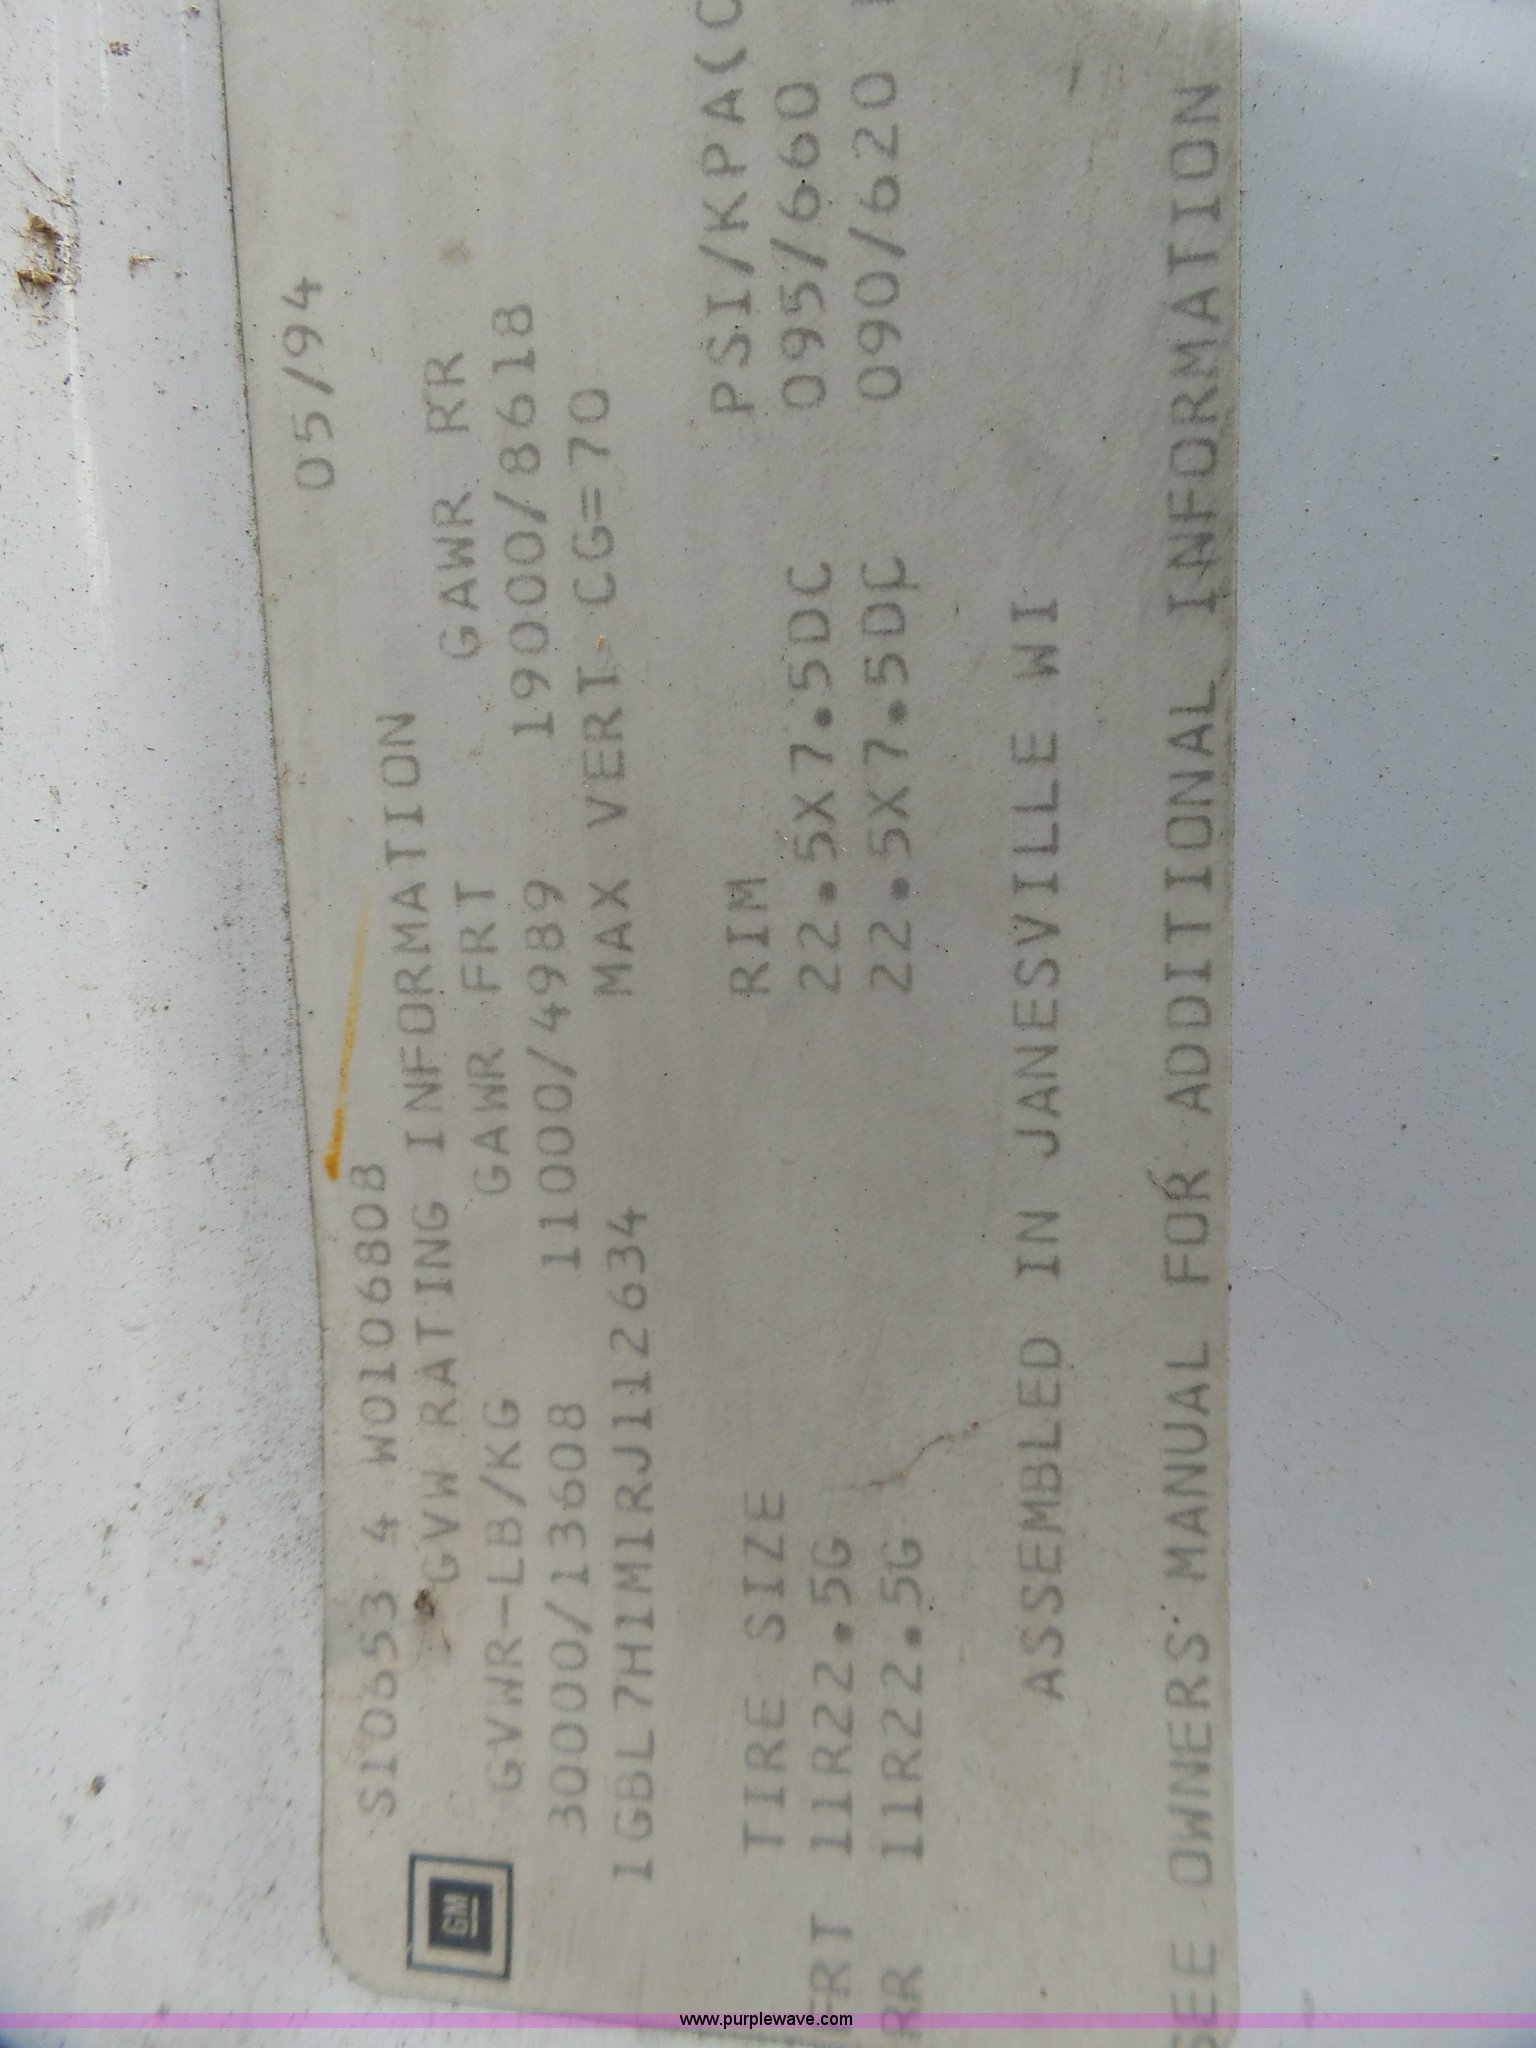 05/94
S10653 4 W0106808
GVW RATING INFORMATION
GVWR-LB/KG GAWR FRT GAWR RR
30000/13608 11000/4989 19000/8618
1GBL7H1M1RJ112634 MAX VERT CG=70
TIRE SIZE RIM PSI/KPA(C
FRT 11R22.5G 22.5X7.5DC 095/660
RR 11R22.5G 22.5X7.5DC 090/620
ASSEMBLED IN JANESVILLE WI
SEE OWNERS MANUAL FOR ADDITIONAL INFORMATION
GM
www.purplewave.com